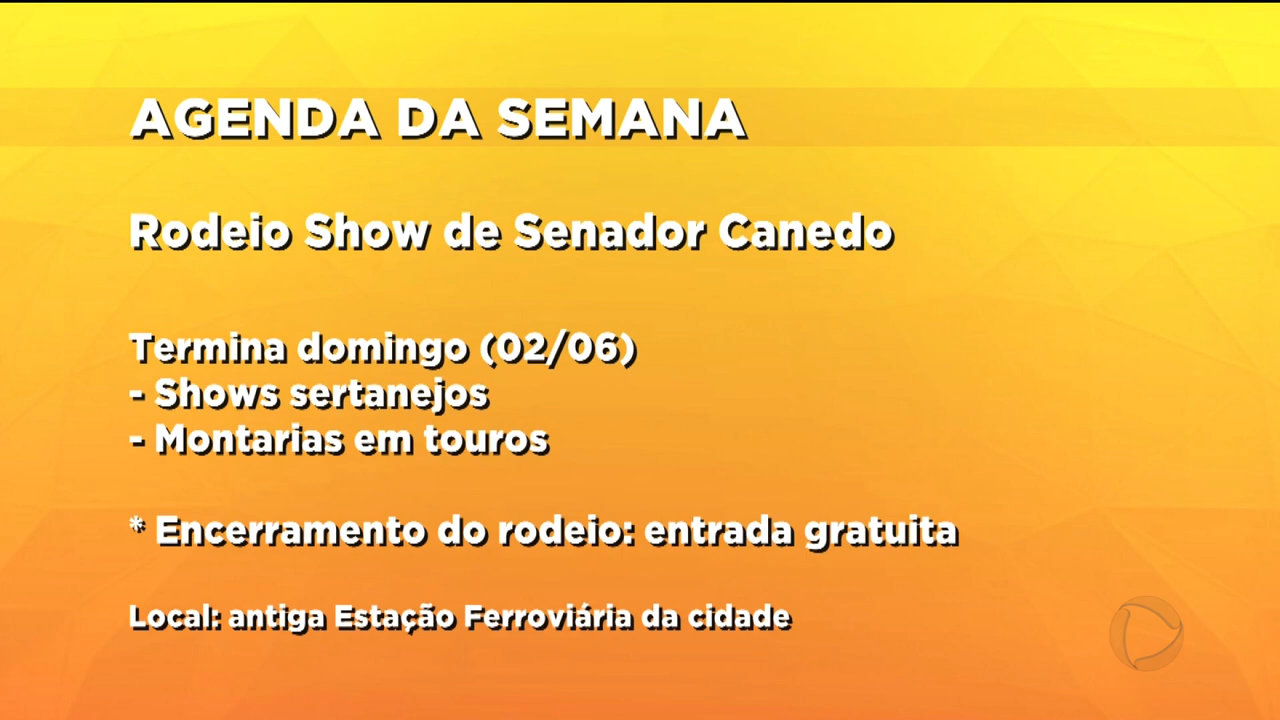 AGENDA DA SEMANA
Rodeio Show de Senador Canedo
Termina domingo (02/06)
- Shows sertanejos
- Montarias em touros
* Encerramento do rodeio: entrada gratuita
Local: antiga Estação Ferroviária da cidade